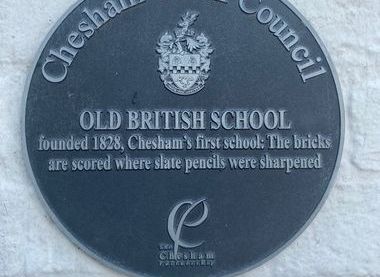 Chesham Council
OLD BRITISH SCHOOL
founded 1828, Chesham's first school: The bricks
are scored where slate pencils were sharpened
Chesham